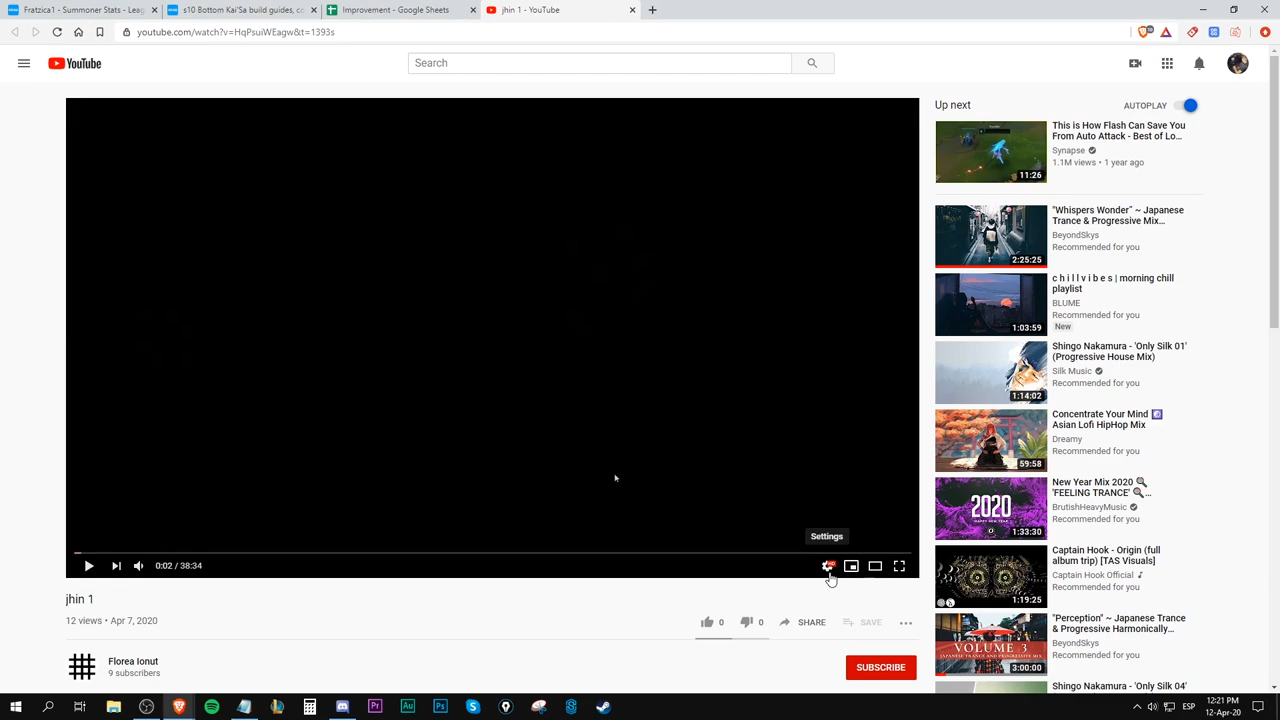 Fratzica1 - Summer Stats - Leag
s10 Bottom Kai'Sa build guides, co
Improvement - Google Sheets
jhin 1 - YouTube
youtube.com/watch?v=HqPsuiWEagw&t=1393s
YouTube
Search
Up next
AUTOPLAY
This is How Flash Can Save You
From Auto Attack - Best of Lo...
Synapse
1.1M views • 1 year ago
11:26
"Whispers Wonder" ~ Japanese
Trance & Progressive Mix...
BeyondSkys
Recommended for you
2:25:25
c h i l l v i b e s | morning chill
playlist
BLUME
Recommended for you
New
1:03:59
Shingo Nakamura - 'Only Silk 01'
(Progressive House Mix)
Silk Music
Recommended for you
1:14:02
Concentrate Your Mind
Asian Lofi HipHop Mix
Dreamy
Recommended for you
59:58
New Year Mix 2020
'FEELING TRANCE'
BrutishHeavyMusic
Recommended for you
2020
1:33:30
Captain Hook - Origin (full
album trip) [TAS Visuals]
Captain Hook Official
Recommended for you
1:19:25
"Perception" ~ Japanese Trance
& Progressive Harmonically...
BeyondSkys
Recommended for you
VOLUME 3
3:00:00
Shingo Nakamura - 'Only Silk 04'
Settings
0:02 / 38:34
HD
jhin 1
12 views • Apr 7, 2020
0
0
SHARE
SAVE
Florea Ionut
9 subscribers
SUBSCRIBE
ESP
12:21 PM
12-Apr-20